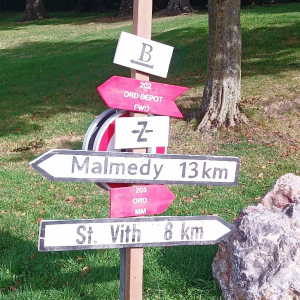 B
202
ORD DEPOT
FWD
-Z-
Malmedy 13km
203
ORD
MM
St. Vith 8 km